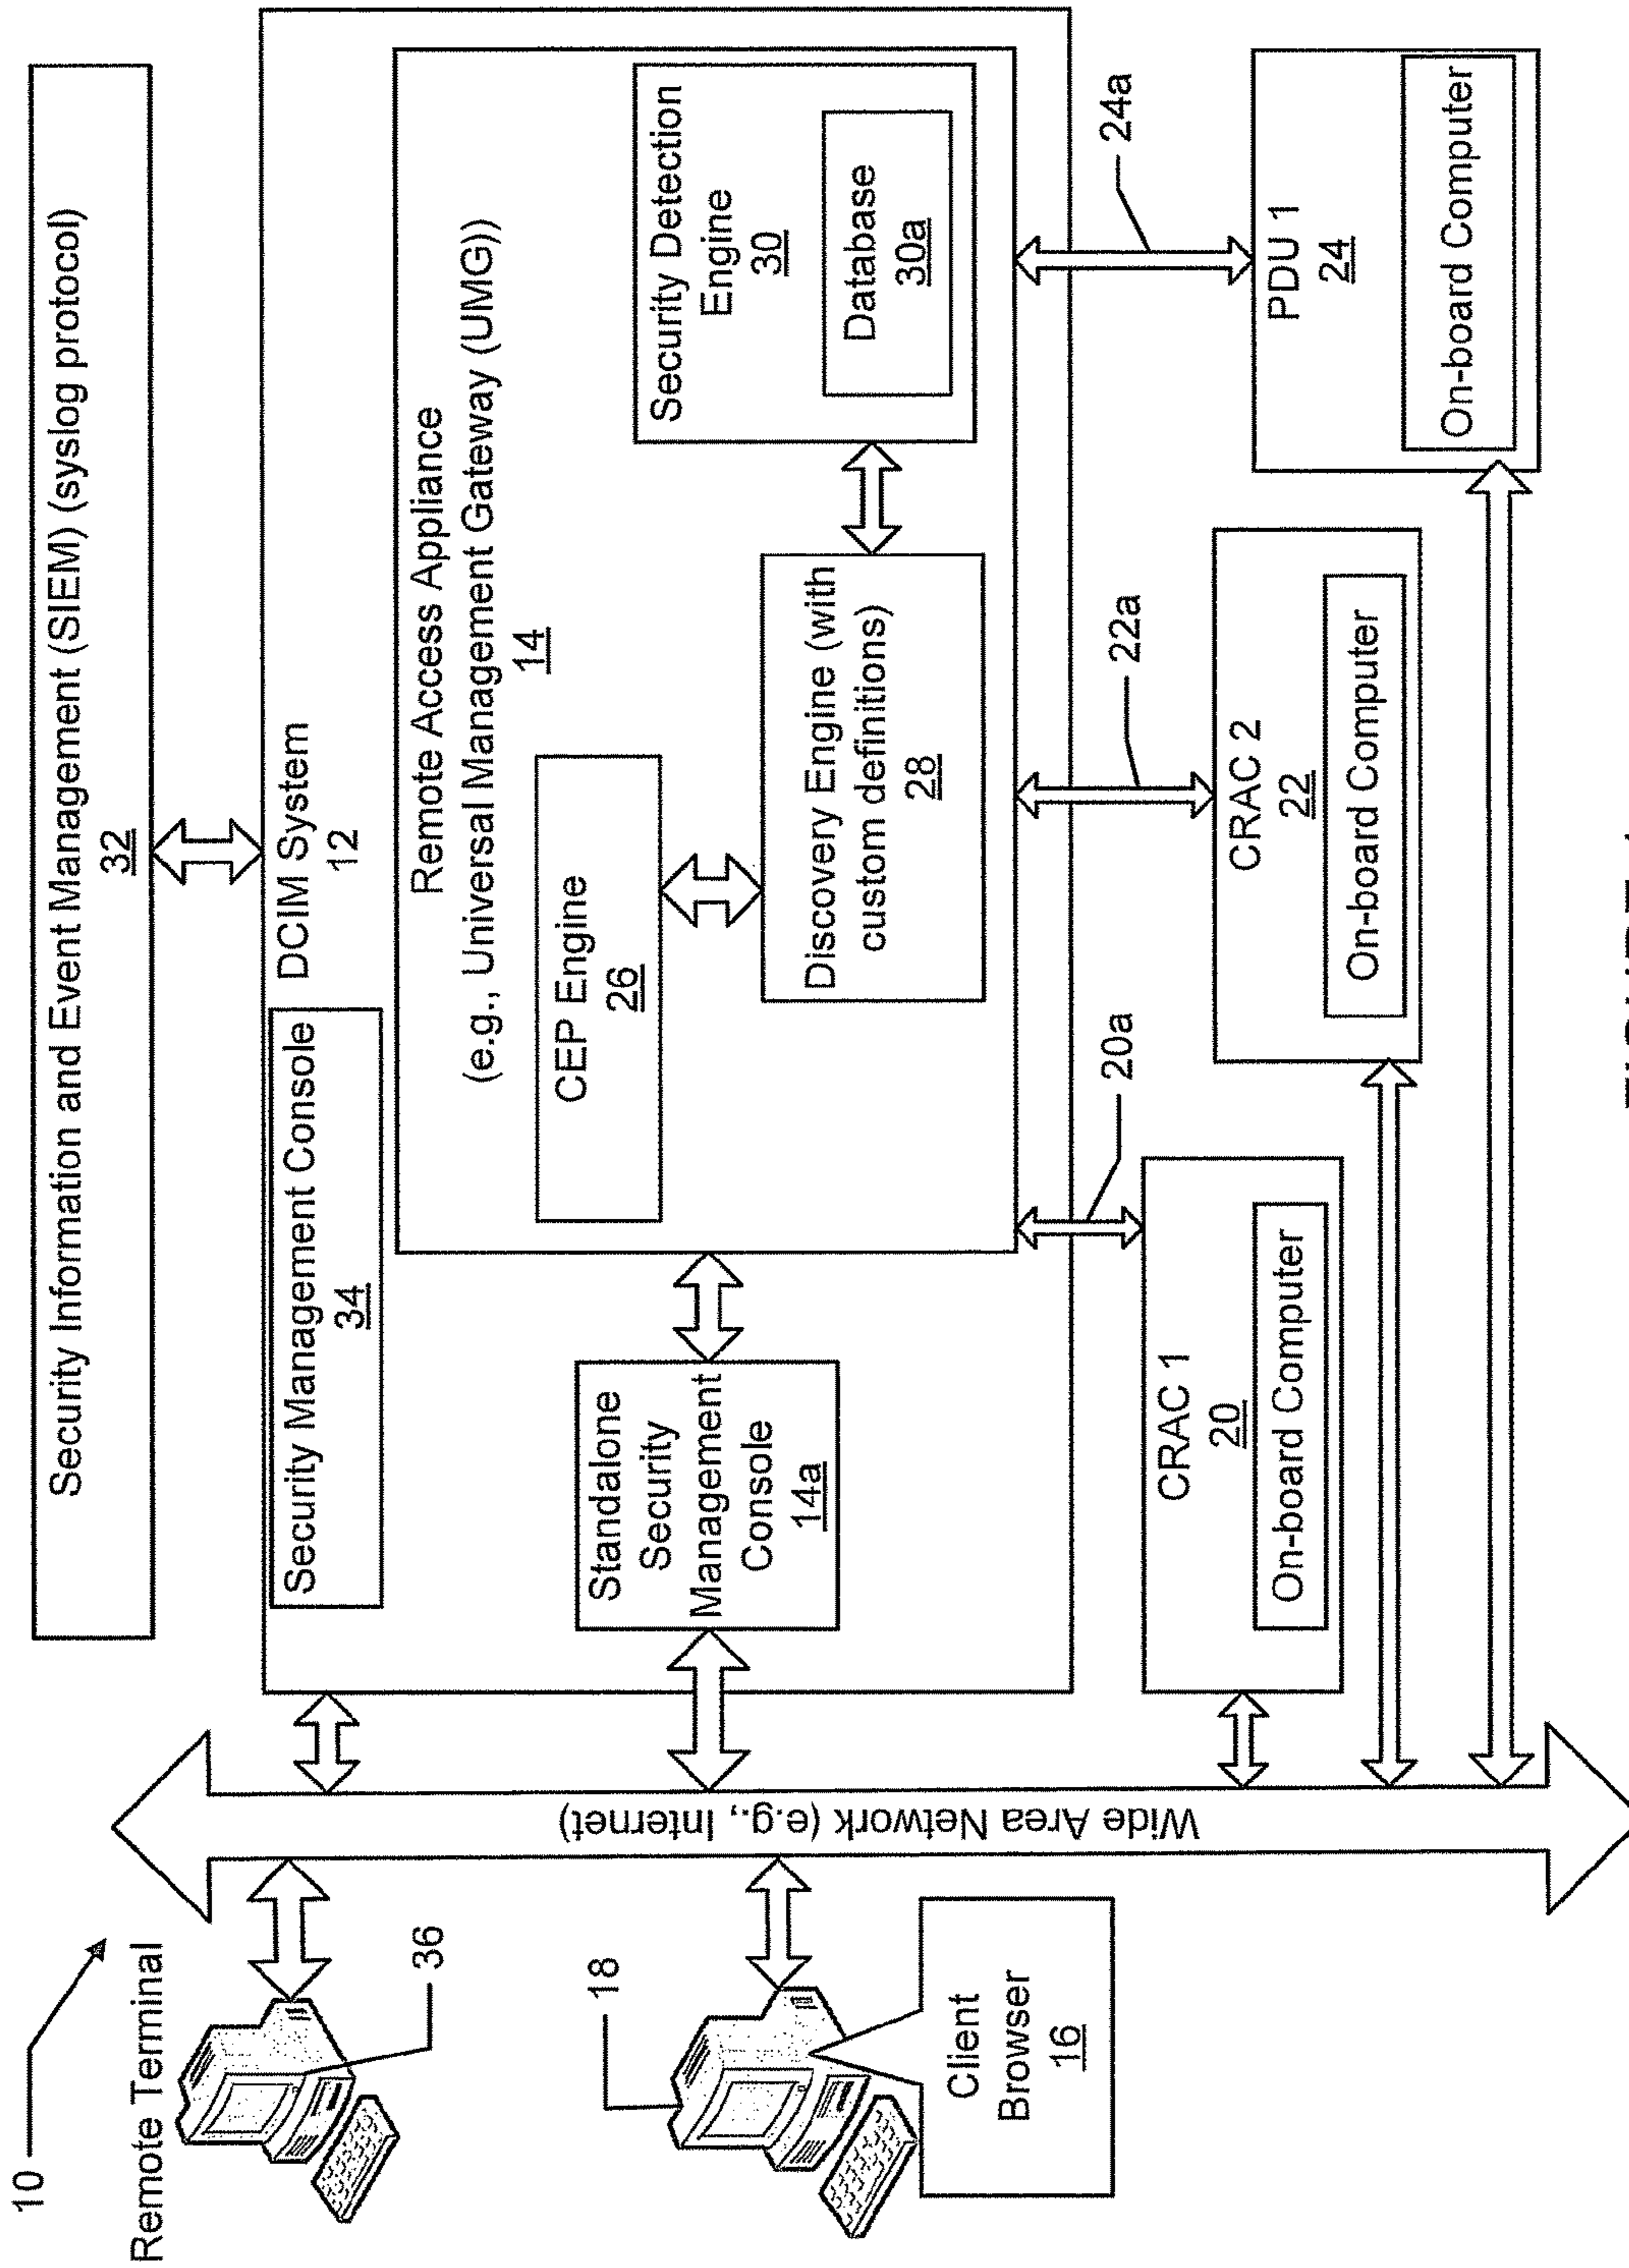 10
Remote Terminal
36
18
Client
Browser
16
Wide Area Network (e.g., Internet)
Security Information and Event Management (SIEM) (syslog protocol)
32
Security Management Console
34
DCIM System
12
Remote Access Appliance
(e.g., Universal Management Gateway (UMG))
14
Standalone
Security
Management
Console
14a
CEP Engine
26
Discovery Engine (with
custom definitions)
28
Security Detection
Engine
30
Database
30a
20a
22a
24a
CRAC 1
20
On-board Computer
CRAC 2
22
On-board Computer
PDU 1
24
On-board Computer